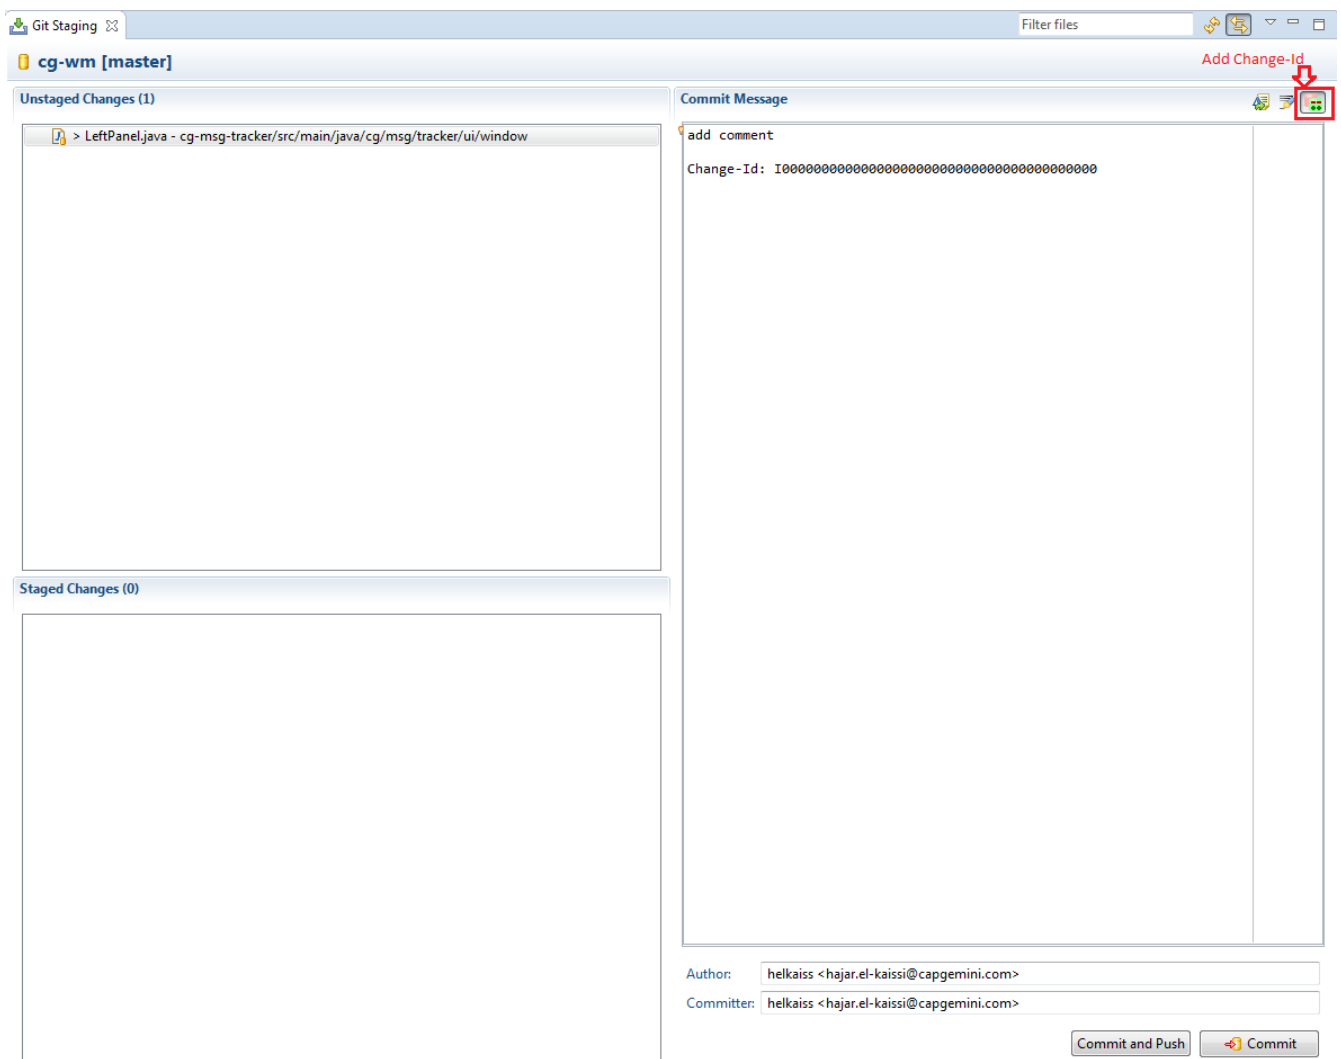 Git Staging
Filter files
cg-wm [master]
Add Change-Id
Unstaged Changes (1)
> LeftPanel.java - cg-msg-tracker/src/main/java/cg/msg/tracker/ui/window
Staged Changes (0)
Commit Message
add comment
Change-Id: I0000000000000000000000000000000000000000
Author: helkaiss <hajar.el-kaissi@capgemini.com>
Committer: helkaiss <hajar.el-kaissi@capgemini.com>
Commit and Push
Commit